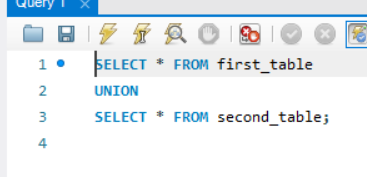 Query 1
1 SELECT * FROM first_table
2 UNION
3 SELECT * FROM second_table;
4